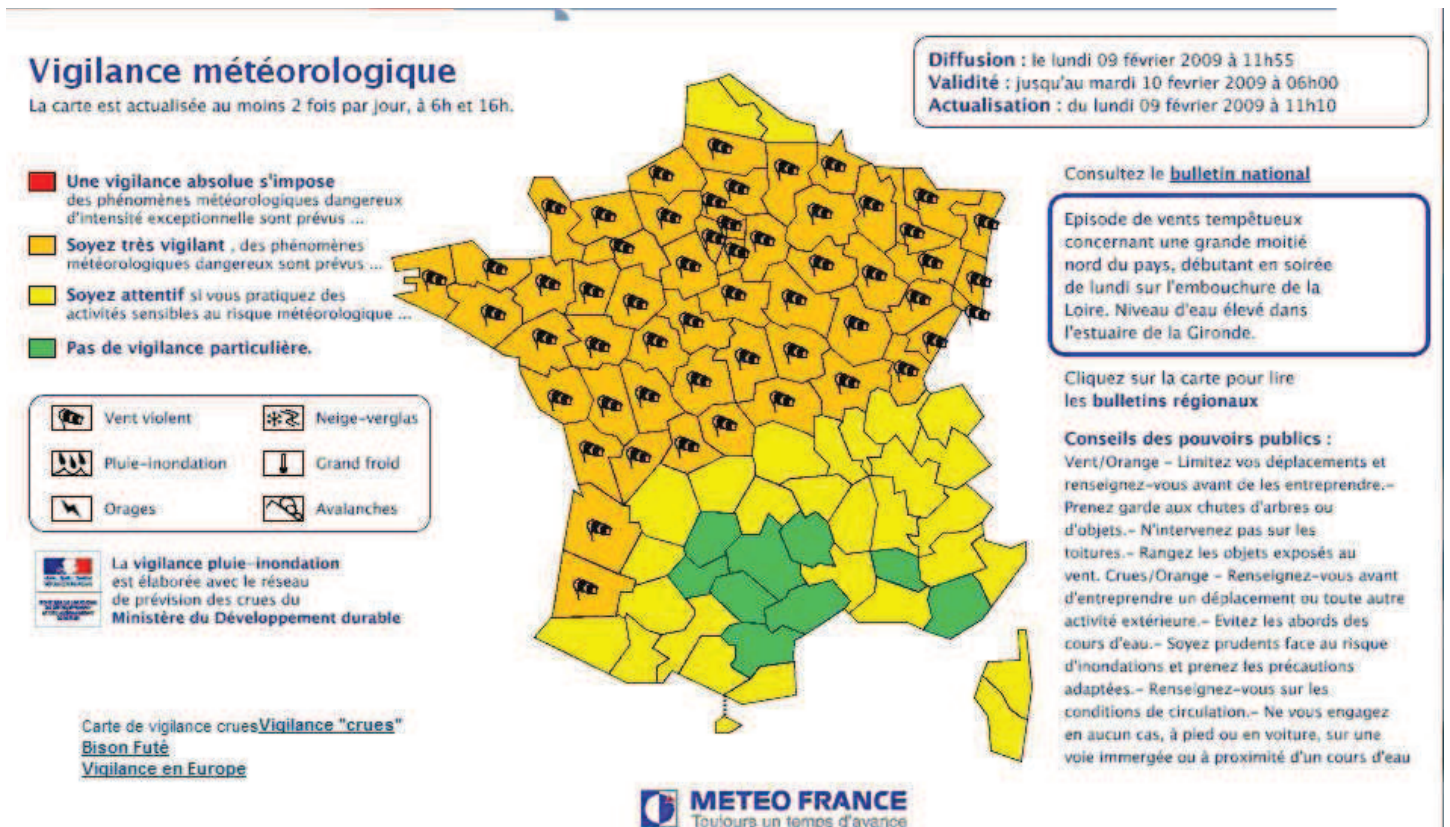 Vigilance météorologique
La carte est actualisée au moins 2 fois par jour, à 6h et 16h.
Diffusion : le lundi 09 février 2009 à 11h55
Validité : jusqu'au mardi 10 fevrier 2009 à 06h00
Actualisation : du lundi 09 février 2009 à 11h10
Une vigilance absolue s'impose
des phénomènes météorologiques dangereux
d'intensité exceptionnelle sont prévus ...
Soyez très vigilant , des phénomènes
météorologiques dangereux sont prévus ...
Soyez attentif si vous pratiquez des
activités sensibles au risque météorologique ...
Pas de vigilance particulière.
Vent violent
Neige-verglas
Pluie-inondation
Grand froid
Orages
Avalanches
La vigilance pluie-inondation
est élaborée avec le réseau
de prévision des crues du
Ministère du Développement durable
Carte de vigilance crues Vigilance "crues"
Bison Futé
Vigilance en Europe
Consultez le bulletin national
Episode de vents tempêtueux
concernant une grande moitié
nord du pays, débutant en soirée
de lundi sur l'embouchure de la
Loire. Niveau d'eau élevé dans
l'estuaire de la Gironde.
Cliquez sur la carte pour lire
les bulletins régionaux
Conseils des pouvoirs publics :
Vent/Orange - Limitez vos déplacements et
renseignez-vous avant de les entreprendre.-
Prenez garde aux chutes d'arbres ou
d'objets.- N'intervenez pas sur les
toitures.- Rangez les objets exposés au
vent. Crues/Orange - Renseignez-vous avant
d'entreprendre un déplacement ou toute autre
activité extérieure.- Evitez les abords des
cours d'eau.- Soyez prudents face au risque
d'inondations et prenez les précautions
adaptées.- Renseignez-vous sur les
conditions de circulation.- Ne vous engagez
en aucun cas, à pied ou en voiture, sur une
voie immergée ou à proximité d'un cours d'eau
METEO FRANCE
Toujours un temps d'avance